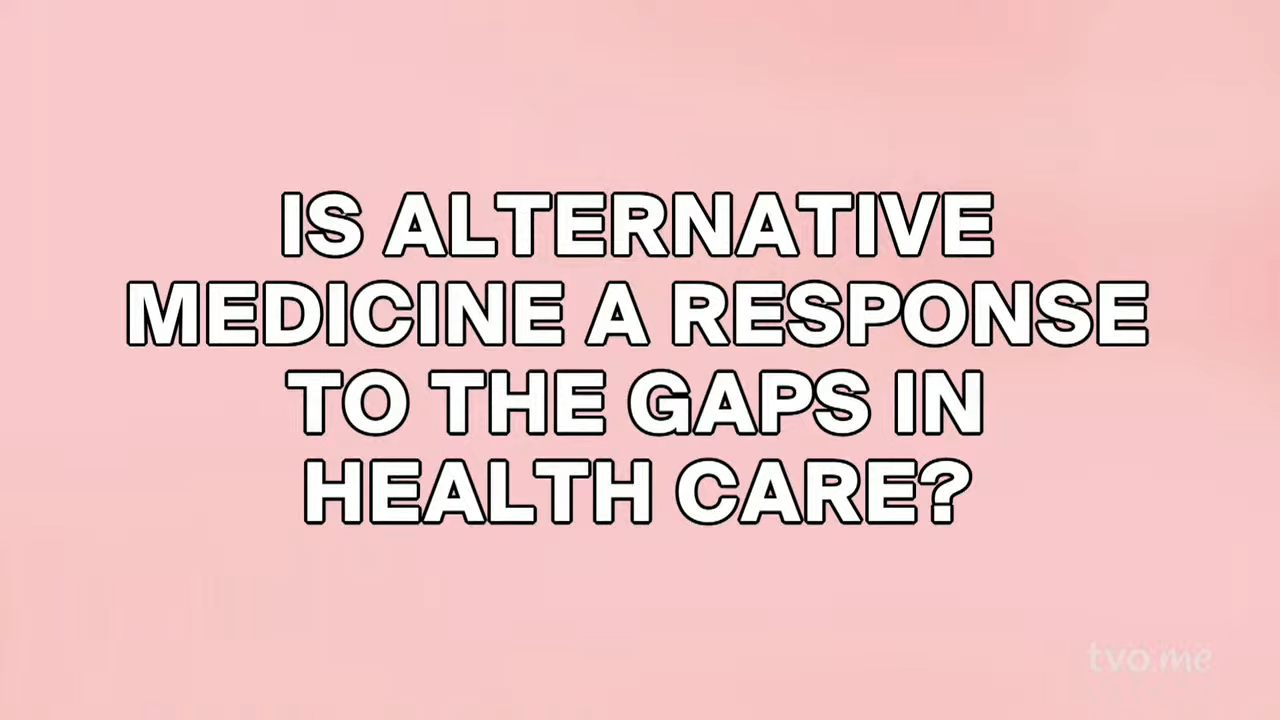 IS ALTERNATIVE
MEDICINE A RESPONSE
TO THE GAPS IN
HEALTH CARE?
tvo.me